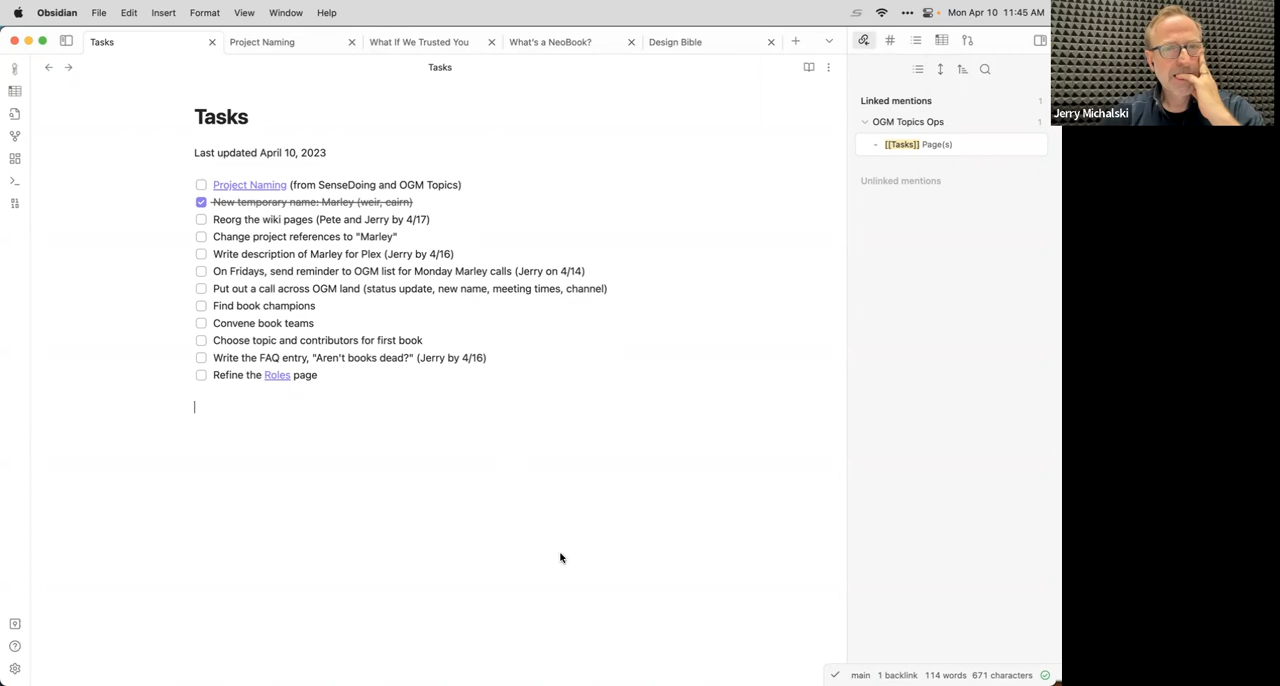 Obsidian File Edit Insert Format View Window Help Mon Apr 10 11:45 AM
Tasks Project Naming What If We Trusted You What's a NeoBook? Design Bible
Tasks
Tasks
Last updated April 10, 2023
Project Naming (from SenseDoing and OGM Topics)
New temporary name: Marley (weir, cairn)
Reorg the wiki pages (Pete and Jerry by 4/17)
Change project references to "Marley"
Write description of Marley for Plex (Jerry by 4/16)
On Fridays, send reminder to OGM list for Monday Marley calls (Jerry on 4/14)
Put out a call across OGM land (status update, new name, meeting times, channel)
Find book champions
Convene book teams
Choose topic and contributors for first book
Write the FAQ entry, "Aren't books dead?" (Jerry by 4/16)
Refine the Roles page
Linked mentions 1
OGM Topics Ops 1
- [[Tasks]] Page(s)
Unlinked mentions
Jerry Michalski
main 1 backlink 114 words 671 characters